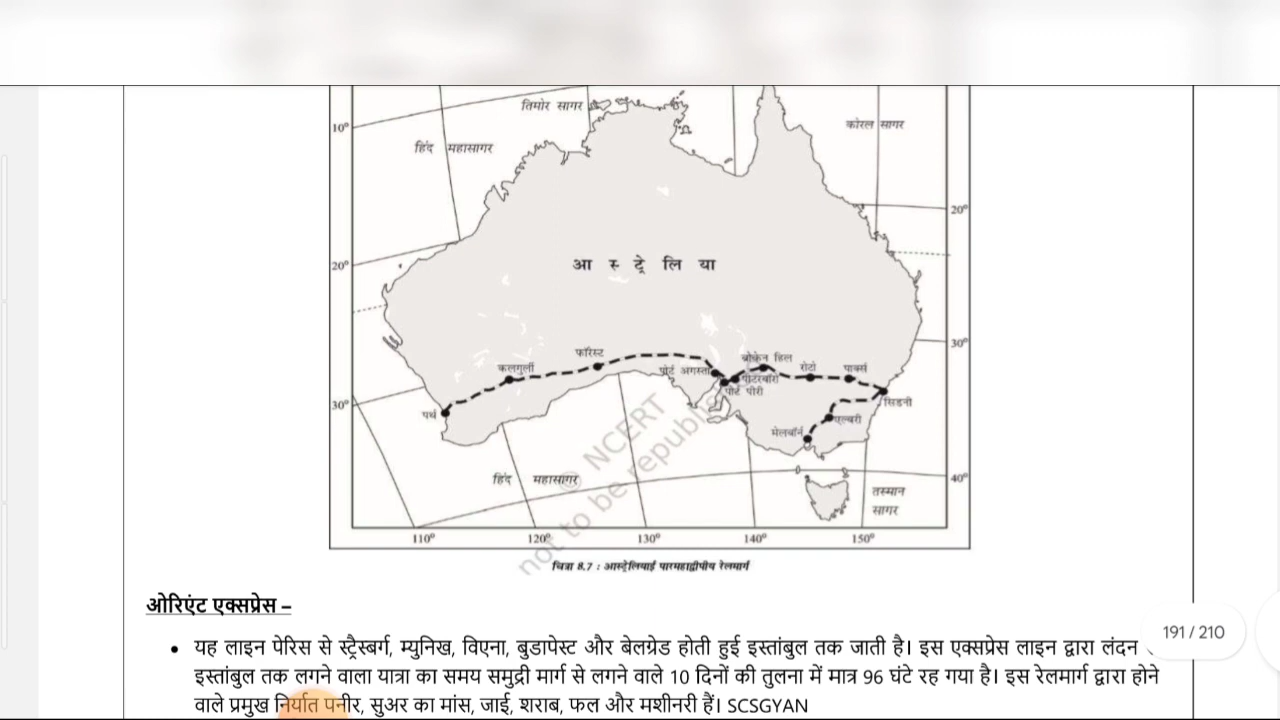 तिमोर सागर
10°
कोरल सागर
हिंद महासागर
20°
आ स्ट्रे लि या
20°
30°
ब्रोकेन हिल
फॉरेस्ट
कलगुर्ली
पोर्ट अगस्ता
रोटो
पार्क्स
पीटरबोरो
पोर्ट पीरी
30°
पर्थ
सिडनी
एल्बरी
मेलबॉर्न
© NCERT
not to be republi
हिंद महासागर
40°
तस्मान
सागर
110°
120°
130°
140°
150°
चित्रा 8.7 : आस्ट्रेलियाई पारमहाद्वीपीय रेलमार्ग
ओरिएंट एक्सप्रेस –
191 / 210
• यह लाइन पेरिस से स्ट्रैस्बर्ग, म्युनिख, विएना, बुडापेस्ट और बेलग्रेड होती हुई इस्तांबुल तक जाती है। इस एक्सप्रेस लाइन द्वारा लंदन
इस्तांबुल तक लगने वाला यात्रा का समय समुद्री मार्ग से लगने वाले 10 दिनों की तुलना में मात्र 96 घंटे रह गया है। इस रेलमार्ग द्वारा होने
वाले प्रमुख निर्यात पनीर, सुअर का मांस, जाई, शराब, फल और मशीनरी हैं। SCSGYAN